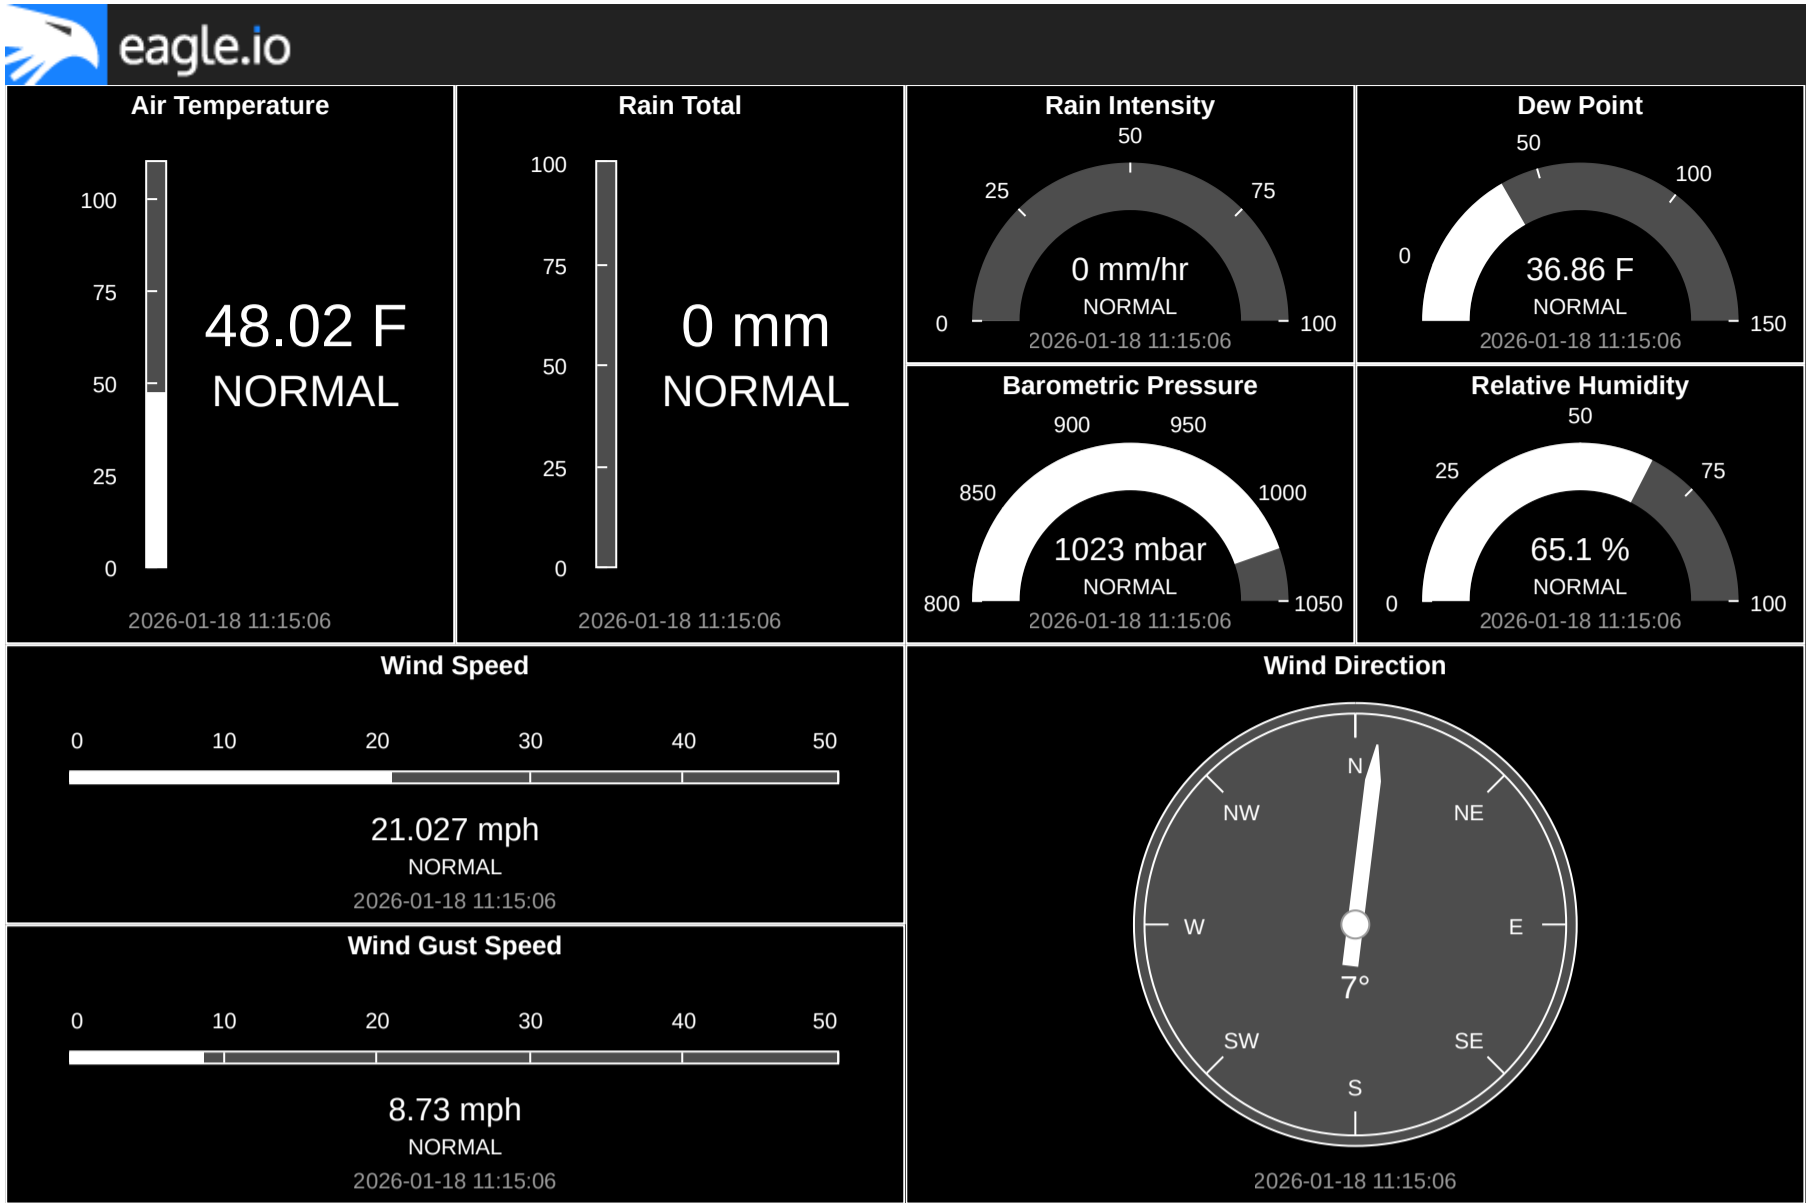 eagle.io
Air Temperature
100
75
50
25
0
48.02 F
NORMAL
2026-01-18 11:15:06
Rain Total
100
75
50
25
0
0 mm
NORMAL
2026-01-18 11:15:06
Rain Intensity
50
25
75
0
100
0 mm/hr
NORMAL
2026-01-18 11:15:06
Dew Point
50
100
0
150
36.86 F
NORMAL
2026-01-18 11:15:06
Barometric Pressure
900
950
850
1000
800
1050
1023 mbar
NORMAL
2026-01-18 11:15:06
Relative Humidity
50
25
75
0
100
65.1 %
NORMAL
2026-01-18 11:15:06
Wind Speed
0 10 20 30 40 50
21.027 mph
NORMAL
2026-01-18 11:15:06
Wind Gust Speed
0 10 20 30 40 50
8.73 mph
NORMAL
2026-01-18 11:15:06
Wind Direction
N
NW NE
W E
7°
SW SE
S
2026-01-18 11:15:06